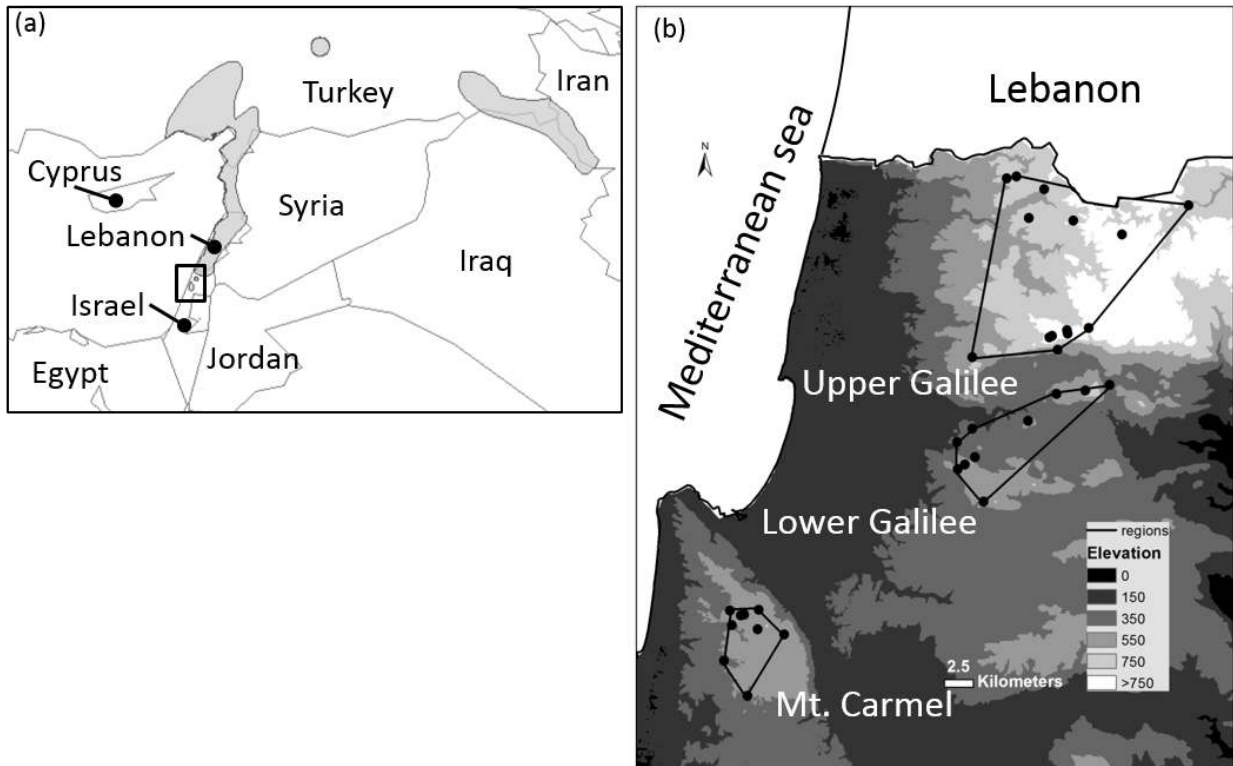 (a)
Iran
Turkey
Cyprus
Syria
Lebanon
Iraq
Israel
Jordan
Egypt
(b)
Lebanon
N
Mediterranean sea
Upper Galilee
Lower Galilee
regions
Elevation
0
150
350
550
750
>750
2.5
Kilometers
Mt. Carmel